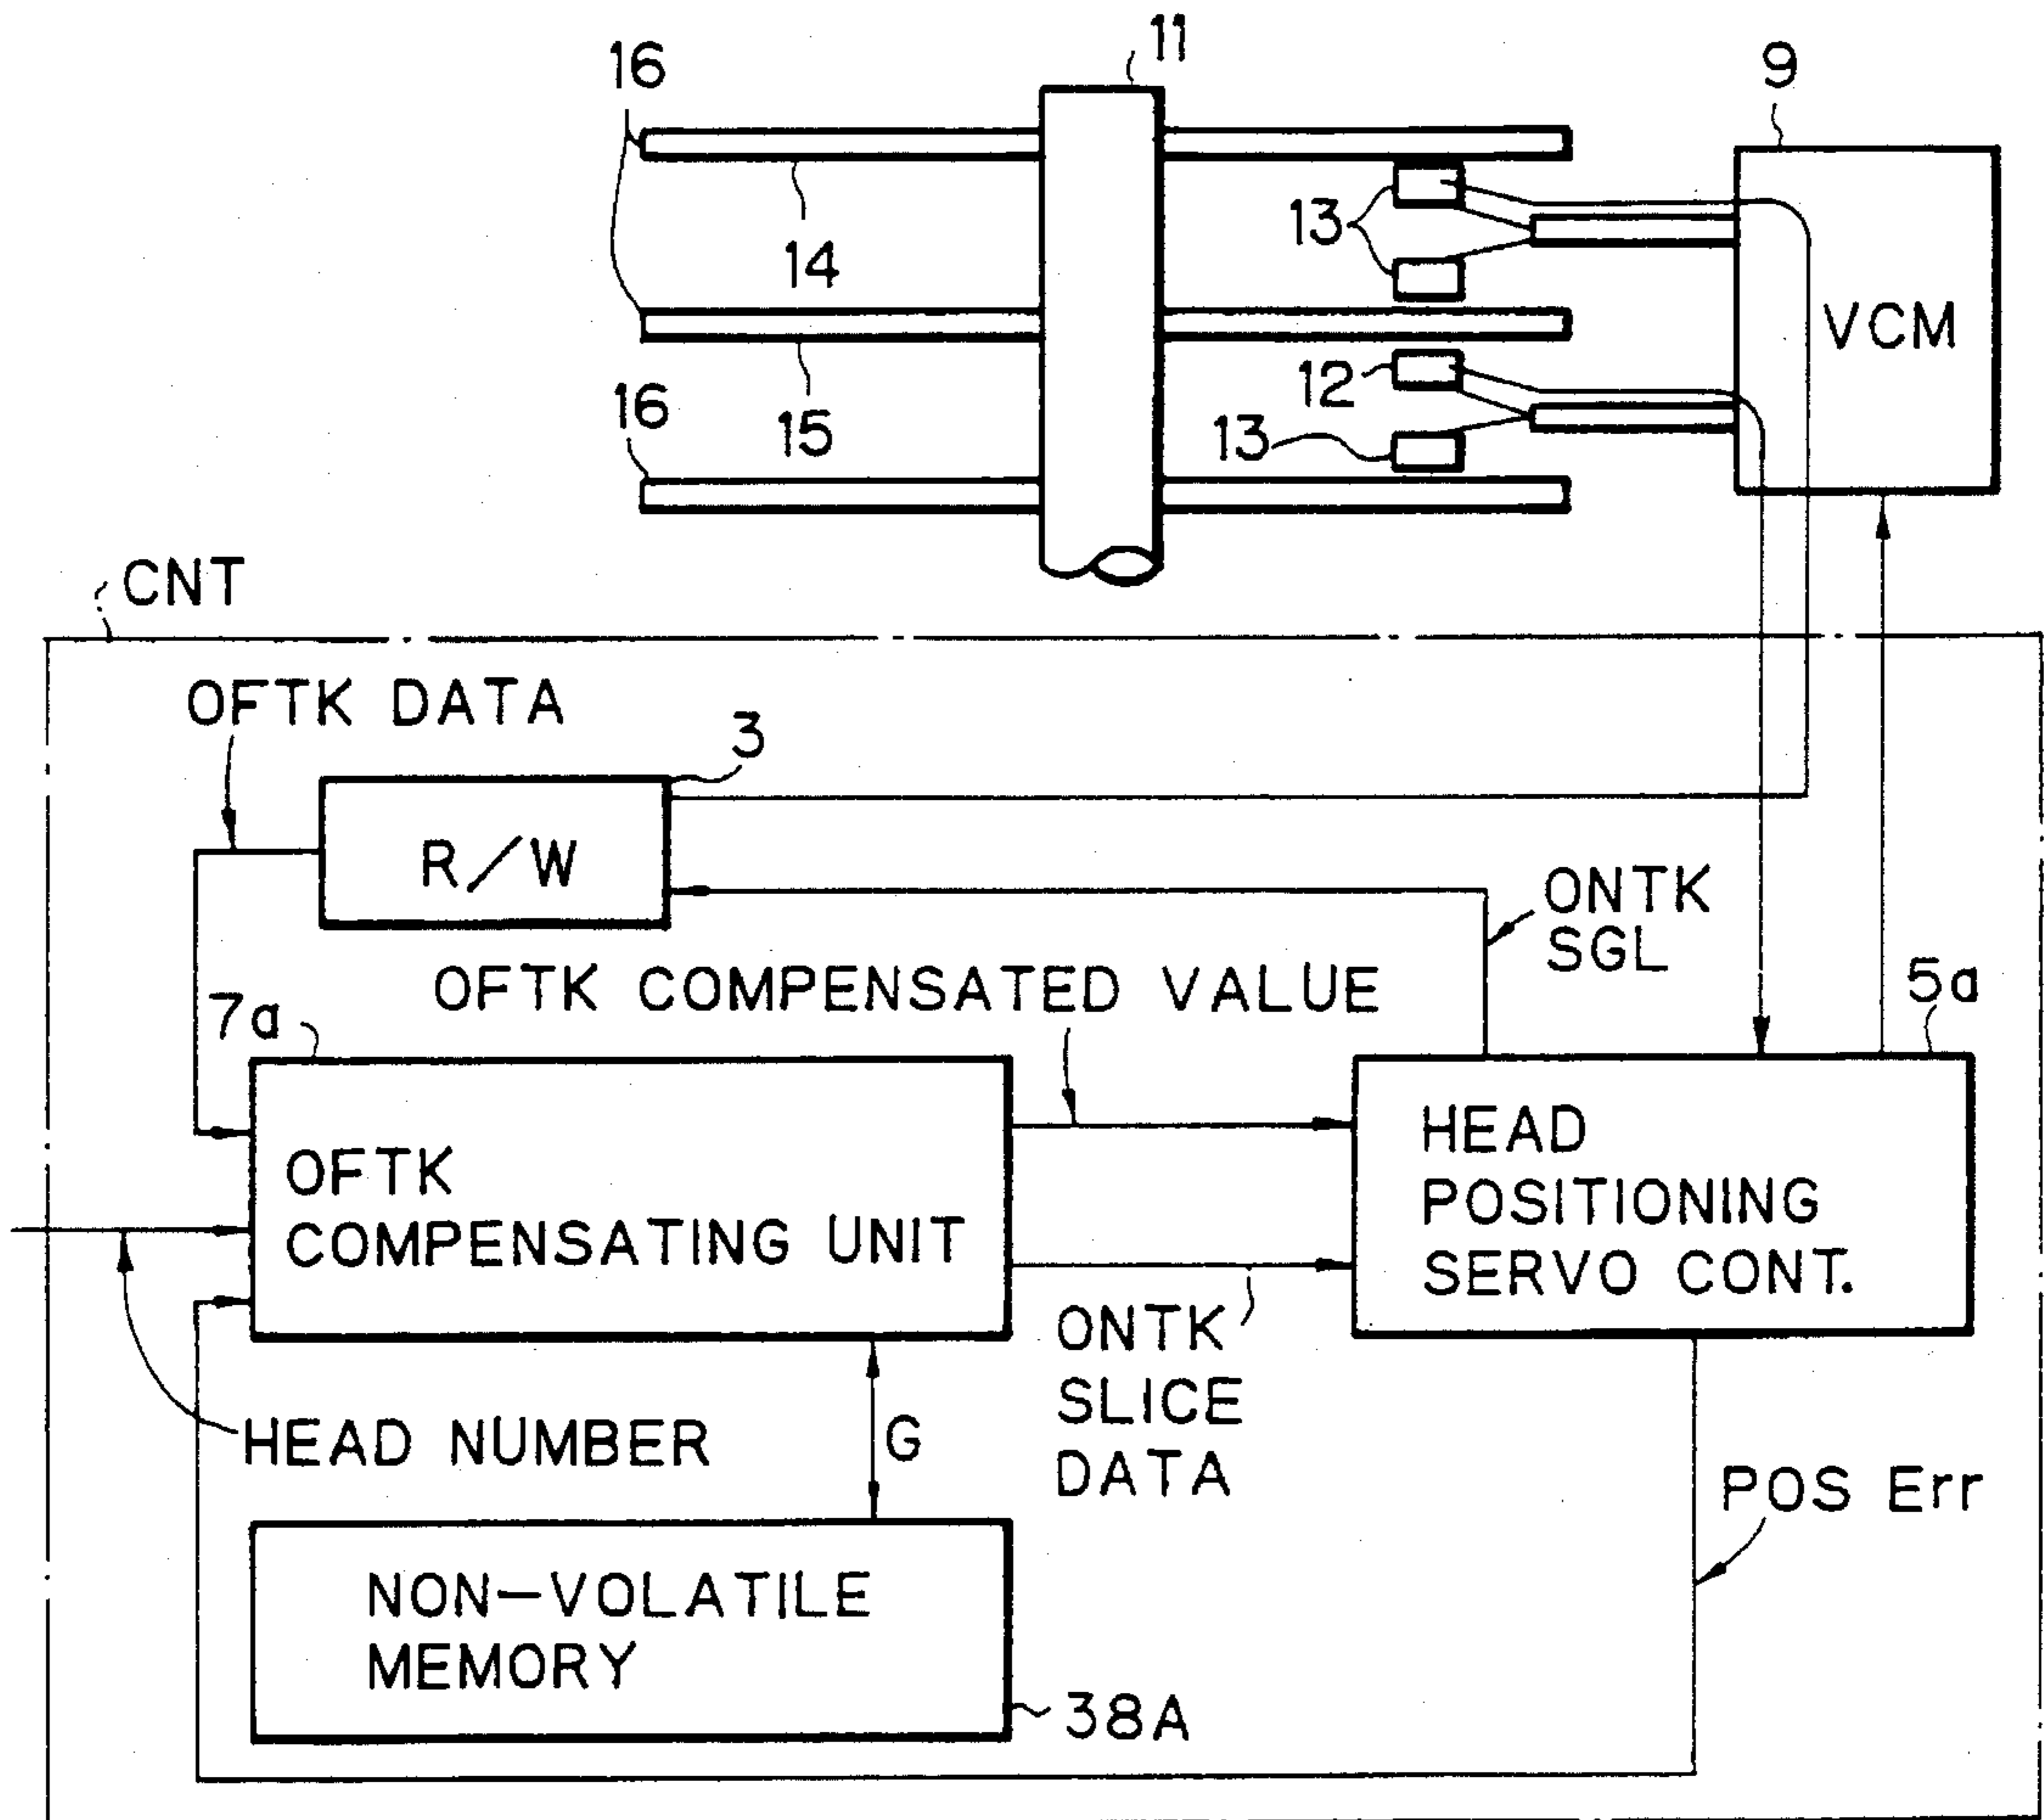 11
16
9
13
14
VCM
12
16
15
13
CNT
OFTK DATA
3
R/W
ONTK
SGL
OFTK COMPENSATED VALUE
5a
7a
HEAD
POSITIONING
SERVO CONT.
OFTK
COMPENSATING UNIT
ONTK
SLICE
DATA
HEAD NUMBER
G
POS Err
NON-VOLATILE
MEMORY
38A